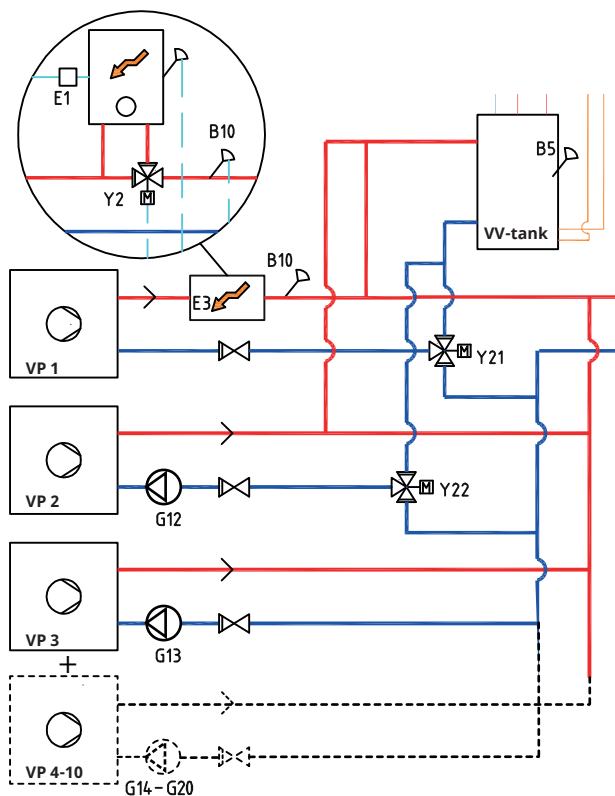 E1
B10
Y2
M
B5
VV-tank
B10
E3
VP 1
M
Y21
VP 2
G12
M
Y22
VP 3
G13
+
VP 4-10
G14-G20